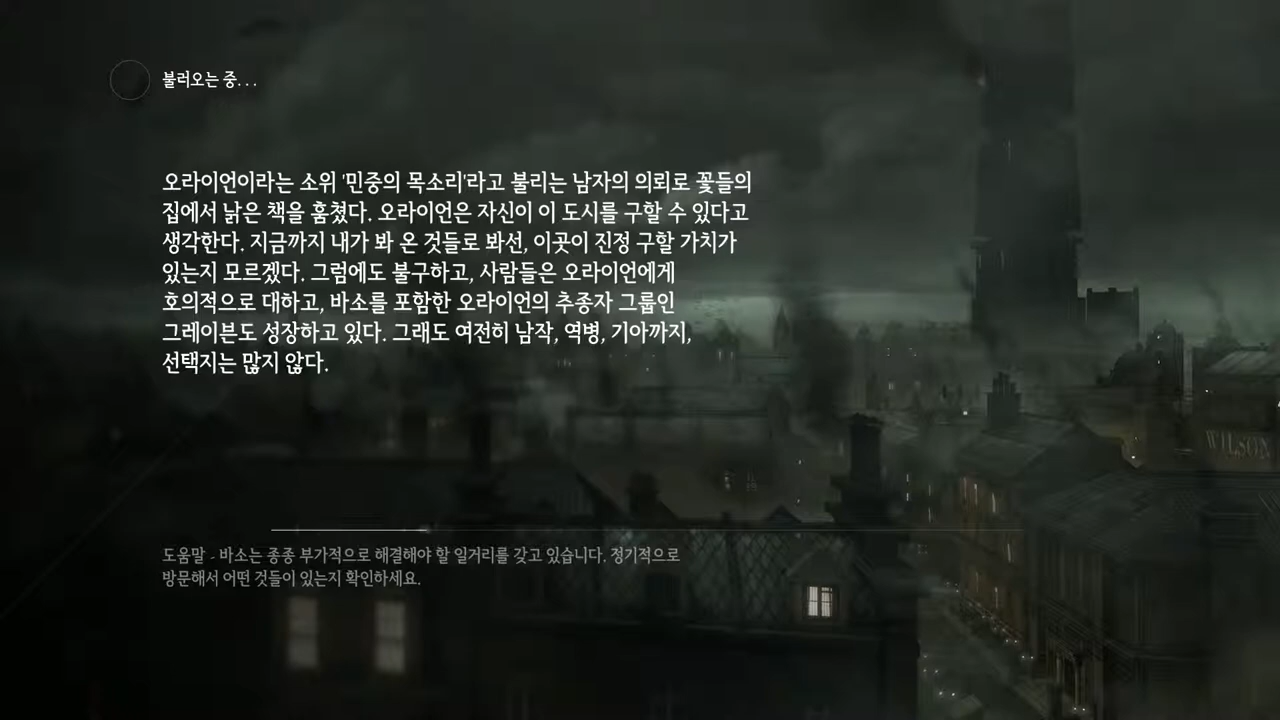 불러오는 중...
오라이언이라는 소위 '민중의 목소리'라고 불리는 남자의 의뢰로 꽃들의
집에서 낡은 책을 훔쳤다. 오라이언은 자신이 이 도시를 구할 수 있다고
생각한다. 지금까지 내가 봐 온 것들로 봐선, 이곳이 진정 구할 가치가
있는지 모르겠다. 그럼에도 불구하고, 사람들은 오라이언에게
호의적으로 대하고, 바소를 포함한 오라이언의 추종자 그룹인
그레이븐도 성장하고 있다. 그래도 여전히 남작, 역병, 기아까지,
선택지는 많지 않다.
WILSON
도움말 - 바소는 종종 부가적으로 해결해야 할 일거리를 갖고 있습니다. 정기적으로
방문해서 어떤 것들이 있는지 확인하세요.